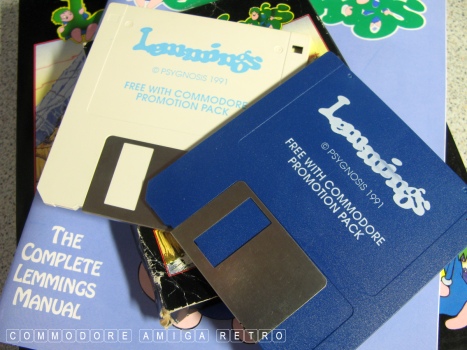 Lemmings
© PSYGNOSIS 1991
FREE WITH COMMODORE
PROMOTION PACK
Lemmings
© PSYGNOSIS 1991
FREE WITH COMMODORE
PROMOTION PACK
THE
COMPLETE
LEMMINGS
MANUAL
COMMODORE AMIGA RETRO